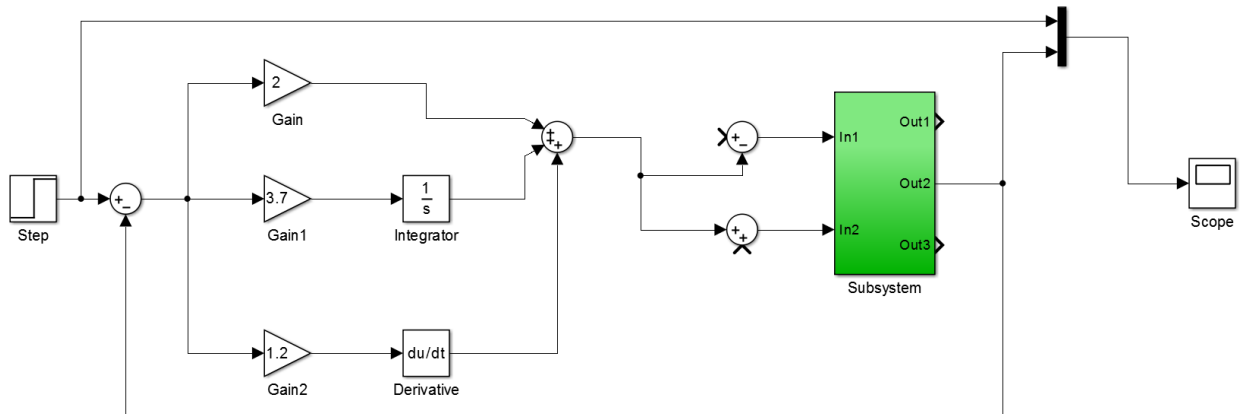 2
Gain
Out1
In1
Out2
In2
Out3
Subsystem
Step
3.7
Gain1
1
s
Integrator
Scope
1.2
Gain2
du/dt
Derivative